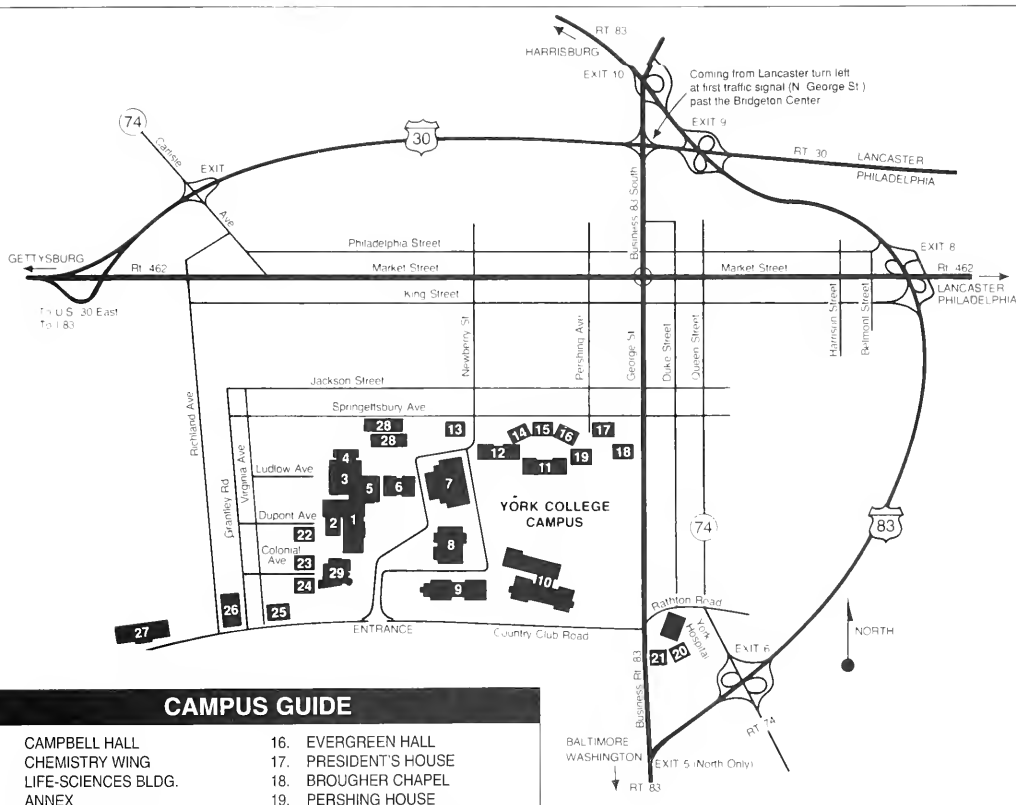 RT 83
HARRISBURG
EXIT 10
Coming from Lancaster turn left
at first traffic signal (N George St )
past the Bridgeton Center
74
Carlisle
Ave
EXIT
30
EXIT 9
RT 30
LANCASTER
PHILADELPHIA
Business 83 South
Philadelphia Street
EXIT 8
GETTYSBURG
Rt 462
Market Street
Market Street
Rt 462
LANCASTER
PHILADELPHIA
King Street
To U.S. 30 East
To I 83
Newberry St
Pershing Ave
George St
Duke Street
Queen Street
Harrison Street
Belmont Street
Jackson Street
Springettsbury Ave
Richland Ave
Grantley Rd
Virginia Ave
Ludlow Ave
Dupont Ave
Colonial
Ave
28
28
13
14
15
16
17
18
19
12
11
4
3
5
6
7
YORK COLLEGE
CAMPUS
2
1
22
8
23
29
24
10
9
26
25
27
ENTRANCE
Country Club Road
74
83
Rathton Road
York
Hospital
21
20
EXIT 6
RT 74
NORTH
Business Rt 83
BALTIMORE
WASHINGTON
EXIT 5 (North Only)
RT 83
CAMPUS GUIDE
CAMPBELL HALL
CHEMISTRY WING
LIFE-SCIENCES BLDG.
ANNEX
16. EVERGREEN HALL
17. PRESIDENT'S HOUSE
18. BROUGHER CHAPEL
19. PERSHING HOUSE